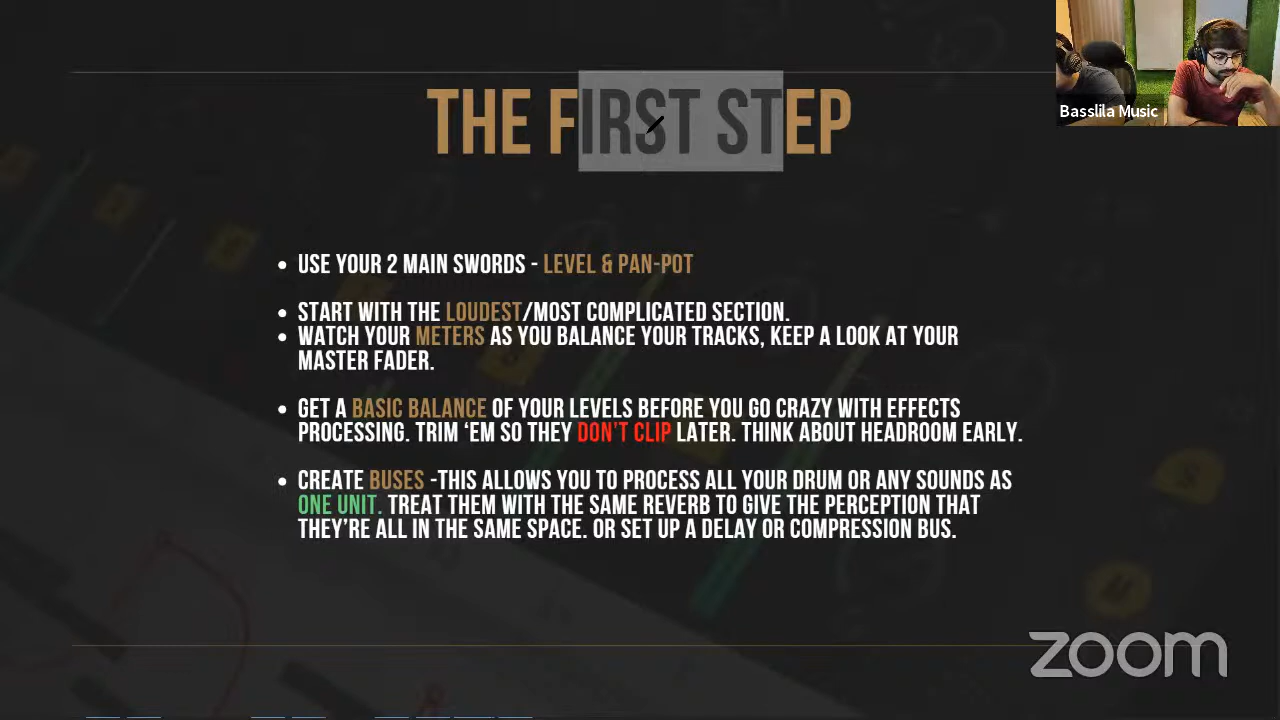 Basslila Music
THE FIRST STEP
• USE YOUR 2 MAIN SWORDS - LEVEL & PAN-POT
• START WITH THE LOUDEST/MOST COMPLICATED SECTION.
• WATCH YOUR METERS AS YOU BALANCE YOUR TRACKS, KEEP A LOOK AT YOUR
MASTER FADER.
• GET A BASIC BALANCE OF YOUR LEVELS BEFORE YOU GO CRAZY WITH EFFECTS
PROCESSING. TRIM ‘EM SO THEY DON'T CLIP LATER. THINK ABOUT HEADROOM EARLY.
• CREATE BUSES -THIS ALLOWS YOU TO PROCESS ALL YOUR DRUM OR ANY SOUNDS AS
ONE UNIT. TREAT THEM WITH THE SAME REVERB TO GIVE THE PERCEPTION THAT
THEY’RE ALL IN THE SAME SPACE. OR SET UP A DELAY OR COMPRESSION BUS.
zoom